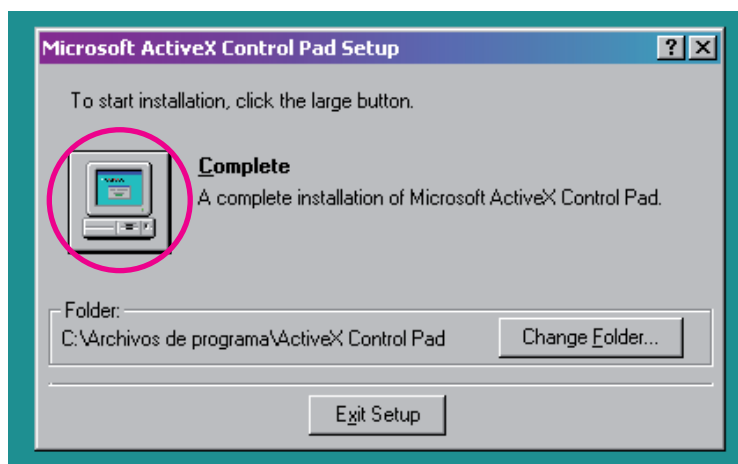 Microsoft ActiveX Control Pad Setup
To start installation, click the large button.
Complete
A complete installation of Microsoft ActiveX Control Pad.
Folder:
C:\Archivos de programa\ActiveX Control Pad
Change Folder...
Exit Setup